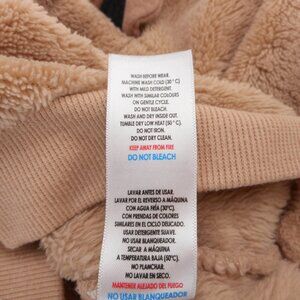 WASH BEFORE WEAR.
MACHINE WASH COLD (30°C)
WITH MILD DETERGENT.
WASH WITH SIMILAR COLOURS
ON GENTLE CYCLE.
DO NOT BLEACH.
WASH AND DRY INSIDE OUT.
TUMBLE DRY LOW HEAT (50°C).
DO NOT IRON.
DO NOT DRY CLEAN.
KEEP AWAY FROM FIRE
DO NOT BLEACH
LAVAR ANTES DE USAR.
LAVAR POR EL REVERSO A MÁQUINA
CON AGUA FRÍA (30°C).
CON PRENDAS DE COLORES
SIMILARES EN EL CICLO DELICADO.
USAR DETERGENTE SUAVE.
NO USAR BLANQUEADOR.
SECAR A MÁQUINA
A TEMPERATURA BAJA (50°C).
NO PLANCHAR.
NO LAVAR EN SECO.
MANTENER ALEJADO DEL FUEGO
NO USAR BLANQUEADOR